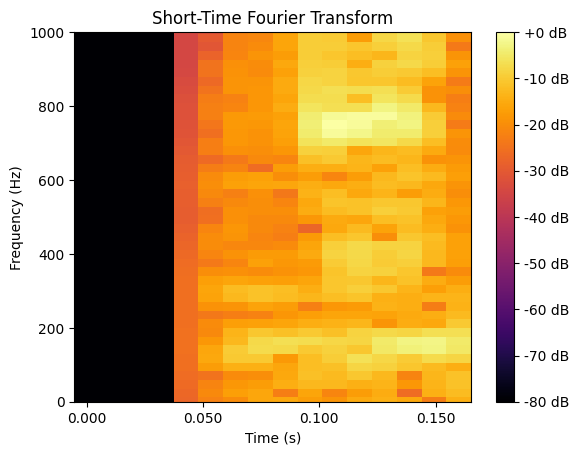 Short-Time Fourier Transform
1000
800
600
400
200
0
Frequency (Hz)
0.000
0.050
0.100
0.150
Time (s)
+0 dB
-10 dB
-20 dB
-30 dB
-40 dB
-50 dB
-60 dB
-70 dB
-80 dB